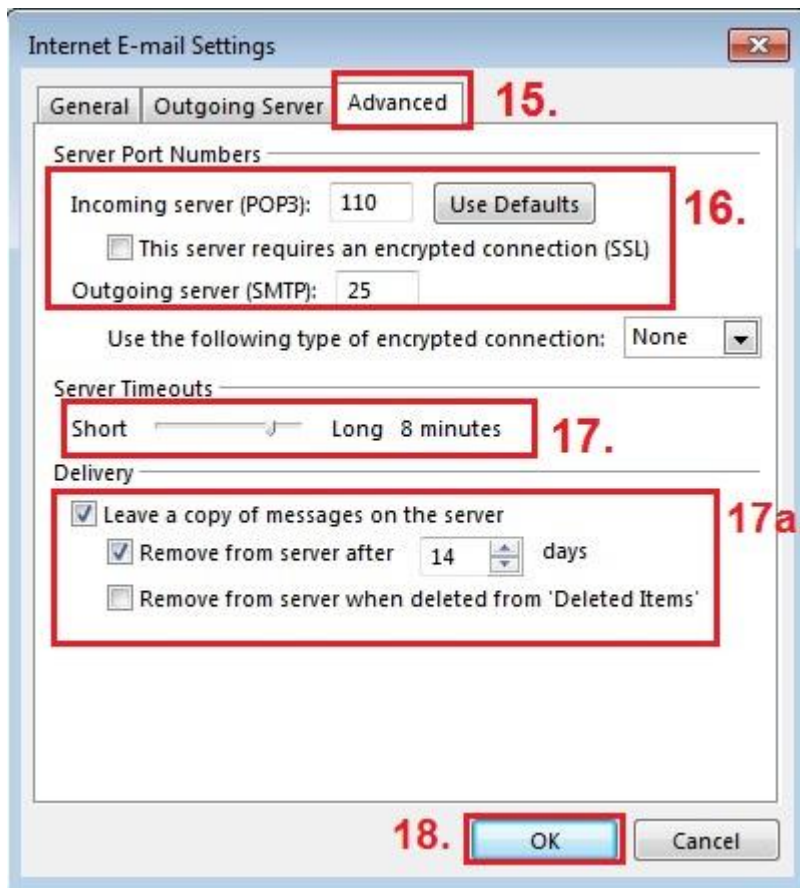 Internet E-mail Settings
General Outgoing Server Advanced 15.
Server Port Numbers
Incoming server (POP3): 110 Use Defaults 16.
This server requires an encrypted connection (SSL)
Outgoing server (SMTP): 25
Use the following type of encrypted connection: None
Server Timeouts
Short Long 8 minutes 17.
Delivery
Leave a copy of messages on the server 17a
Remove from server after 14 days
Remove from server when deleted from 'Deleted Items'
18. OK Cancel